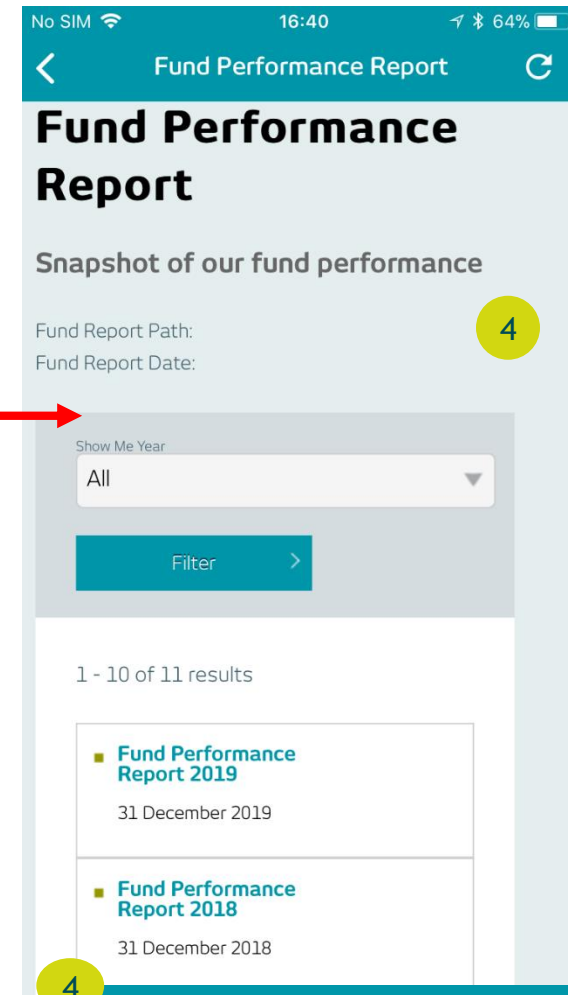 No SIM 16:40 64%
Fund Performance Report
Fund Performance
Report
Snapshot of our fund performance
Fund Report Path:
4
Fund Report Date:
Show Me Year
All
Filter
1 - 10 of 11 results
Fund Performance
Report 2019
31 December 2019
Fund Performance
Report 2018
31 December 2018
4